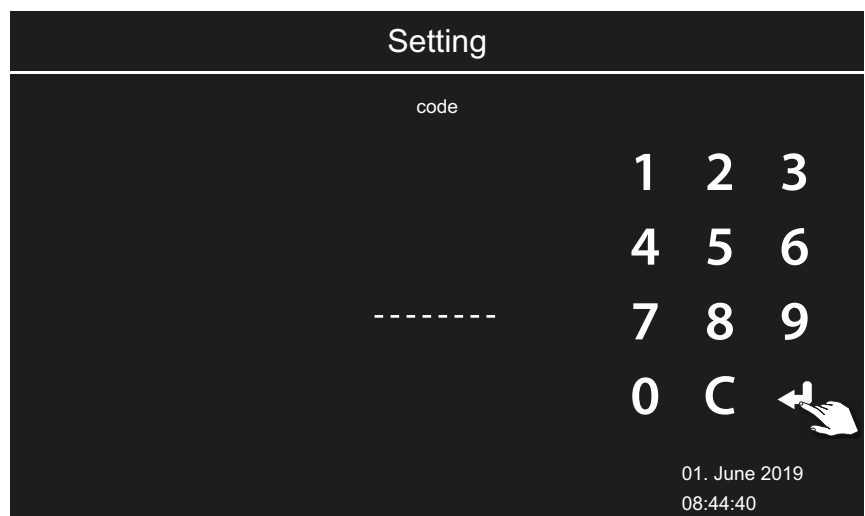 Setting
code
1 2 3
4 5 6
--------
7 8 9
0 C
01. June 2019
08:44:40